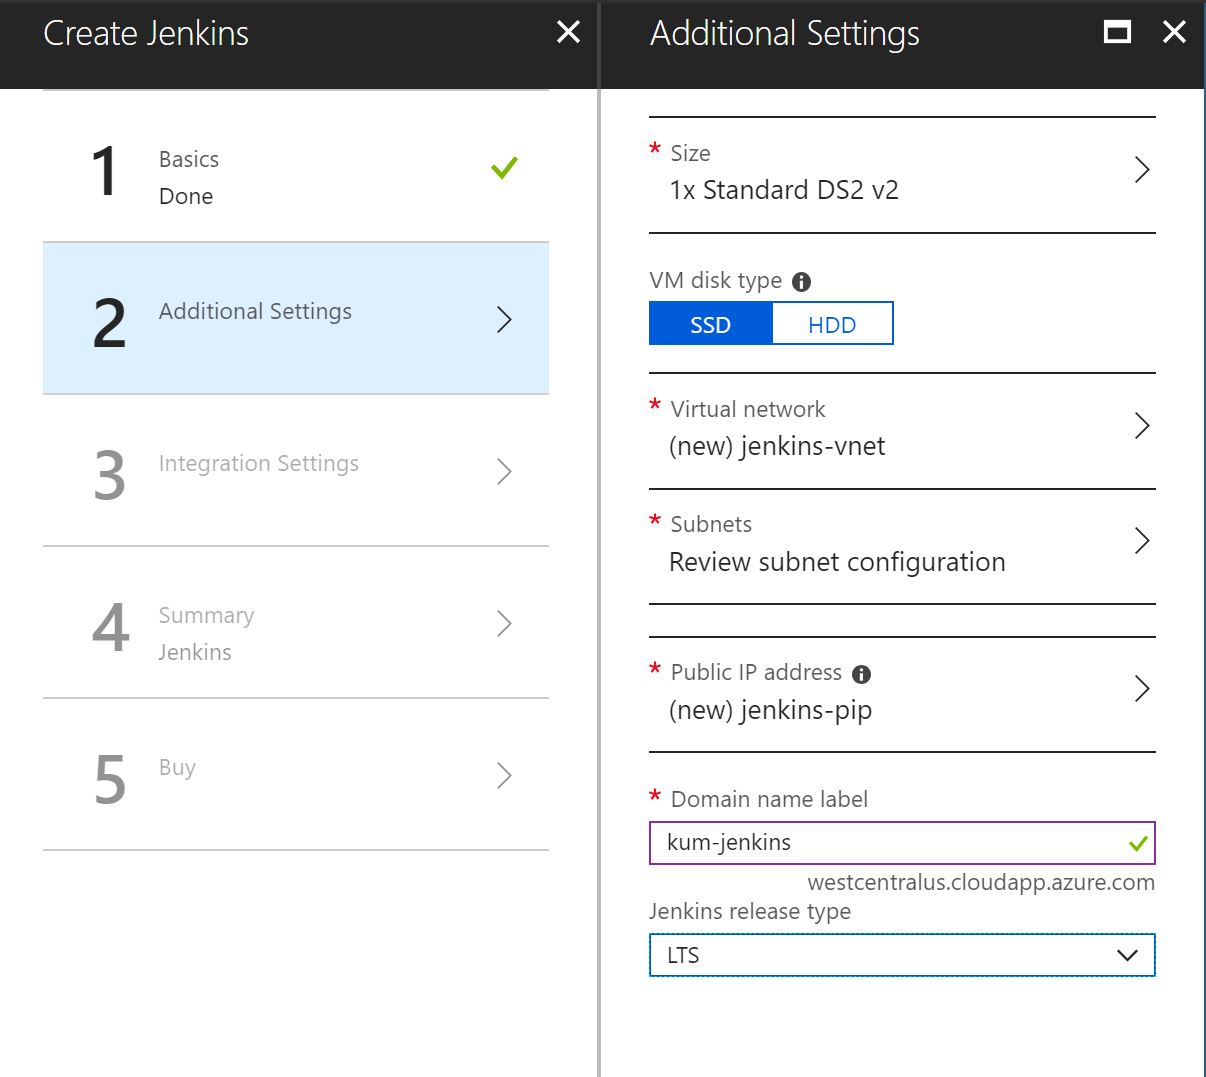 Create Jenkins
1
Basics
Done
2
Additional Settings
3
Integration Settings
4
Summary
Jenkins
5
Buy
Additional Settings
* Size
1x Standard DS2 v2
VM disk type
SSD
HDD
* Virtual network
(new) jenkins-vnet
* Subnets
Review subnet configuration
* Public IP address
(new) jenkins-pip
* Domain name label
kum-jenkins
westcentralus.cloudapp.azure.com
Jenkins release type
LTS